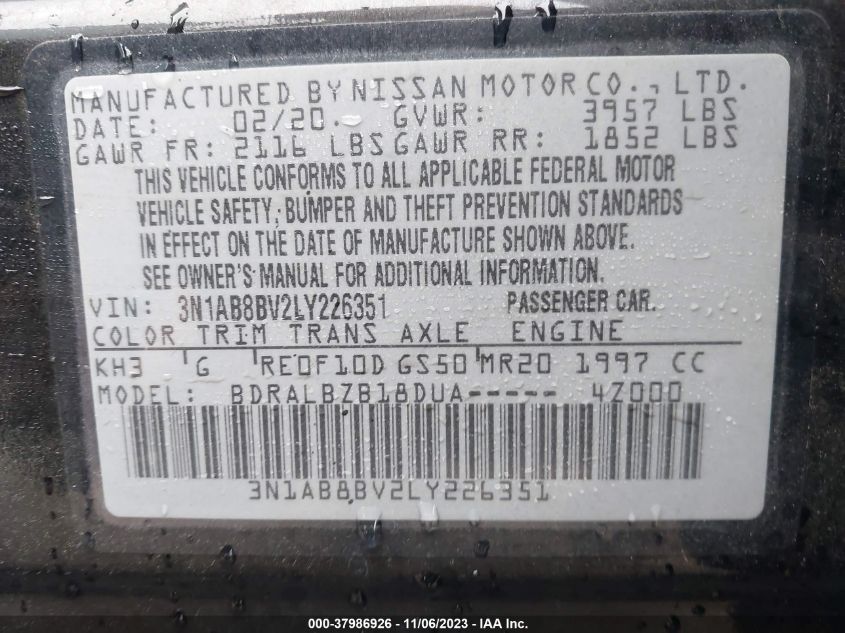 MANUFACTURED BY NISSAN MOTOR CO., LTD.
DATE: 02/20 GVWR: 3957 LBS
GAWR FR: 2116 LBS GAWR RR: 1852 LBS
THIS VEHICLE CONFORMS TO ALL APPLICABLE FEDERAL MOTOR
VEHICLE SAFETY, BUMPER AND THEFT PREVENTION STANDARDS
IN EFFECT ON THE DATE OF MANUFACTURE SHOWN ABOVE.
SEE OWNER'S MANUAL FOR ADDITIONAL INFORMATION.
VIN: 3N1AB8BV2LY226351 PASSENGER CAR.
COLOR TRIM TRANS AXLE ENGINE
KH3 'G 'RE0F10D GS50'MR20 1997 CC
MODEL: BDRALBZB18DUA----- 4Z000
3N1AB8BV2LY226351
000-37986926 - 11/06/2023 - IAA Inc.